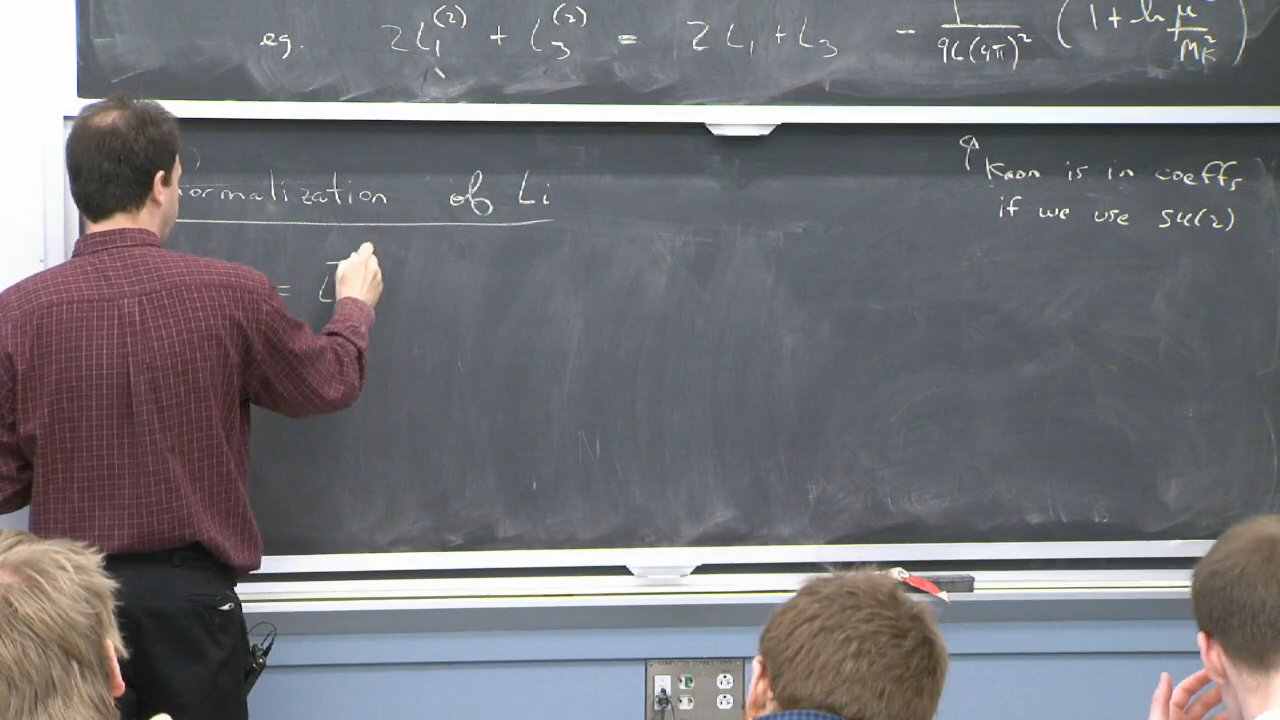 eg. 2L₁⁽²⁾ + L₃⁽²⁾ = 2L₁ + L₃ - 1/(96(4π)²) (1 + ln μ²/M_K²)
ormalization of Li
= L
Kaon is in coeffs
if we use SU(2)